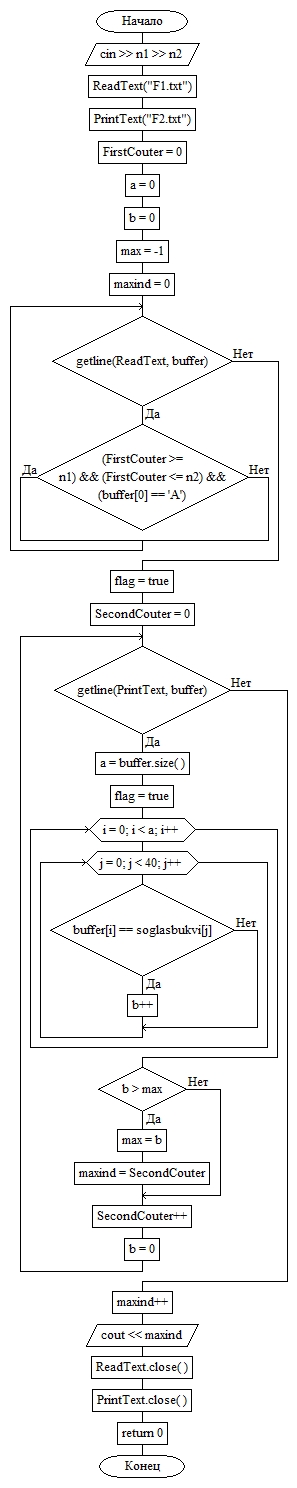 Начало
cin >> n1 >> n2
ReadText("F1.txt")
PrintText("F2.txt")
FirstCouter = 0
a = 0
b = 0
max = -1
maxind = 0
getline(ReadText, buffer)
Нет
Да
(FirstCouter >=
Да
n1) && (FirstCouter <= n2) &&
Нет
(buffer[0] == 'A')
flag = true
SecondCouter = 0
getline(PrintText, buffer)
Нет
Да
a = buffer.size( )
flag = true
i = 0; i < a; i++
j = 0; j < 40; j++
buffer[i] == soglasbukvi[j]
Нет
Да
b++
b > max
Нет
Да
max = b
maxind = SecondCouter
SecondCouter++
b = 0
maxind++
cout << maxind
ReadText.close( )
PrintText.close( )
return 0
Конец